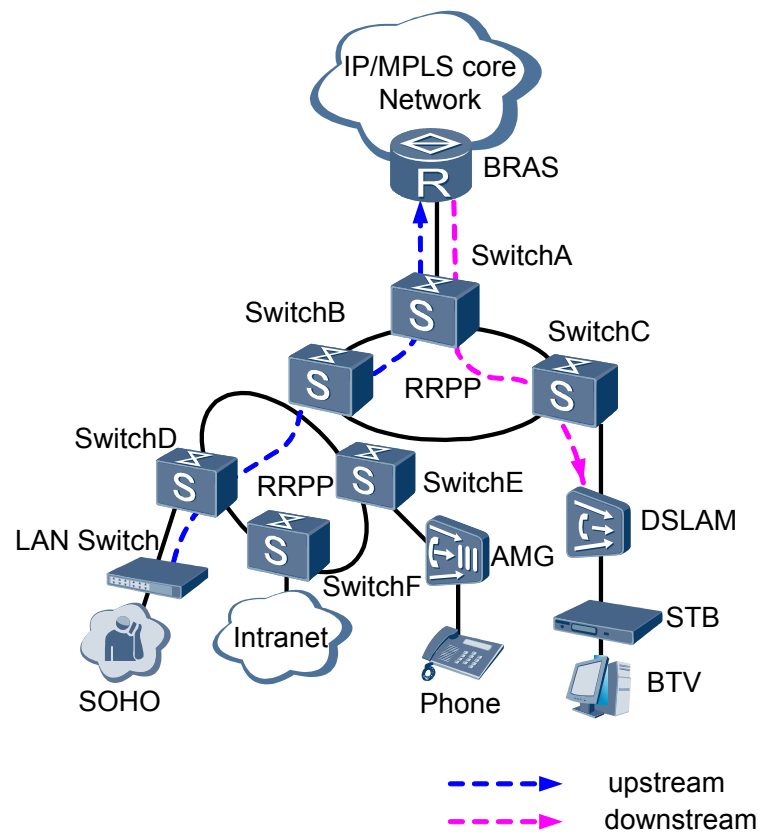 IP/MPLS core
Network
R
BRAS
SwitchA
S
SwitchB
SwitchC
S
RRPP
S
SwitchD
S
RRPP
S
SwitchE
DSLAM
LAN Switch
S
AMG
SwitchF
STB
Intranet
BTV
SOHO
Phone
upstream
downstream